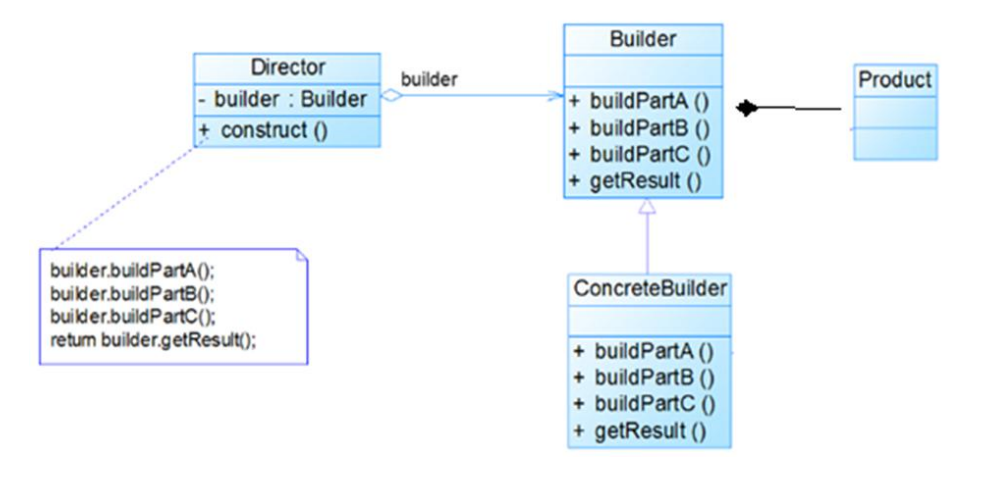 Director
- builder : Builder
+ construct ()
builder
Builder
+ buildPartA ()
+ buildPartB ()
+ buildPartC ()
+ getResult ()
Product
builder.buildPartA();
builder.buildPartB();
builder.buildPartC();
return builder.getResult();
ConcreteBuilder
+ buildPartA ()
+ buildPartB ()
+ buildPartC ()
+ getResult ()